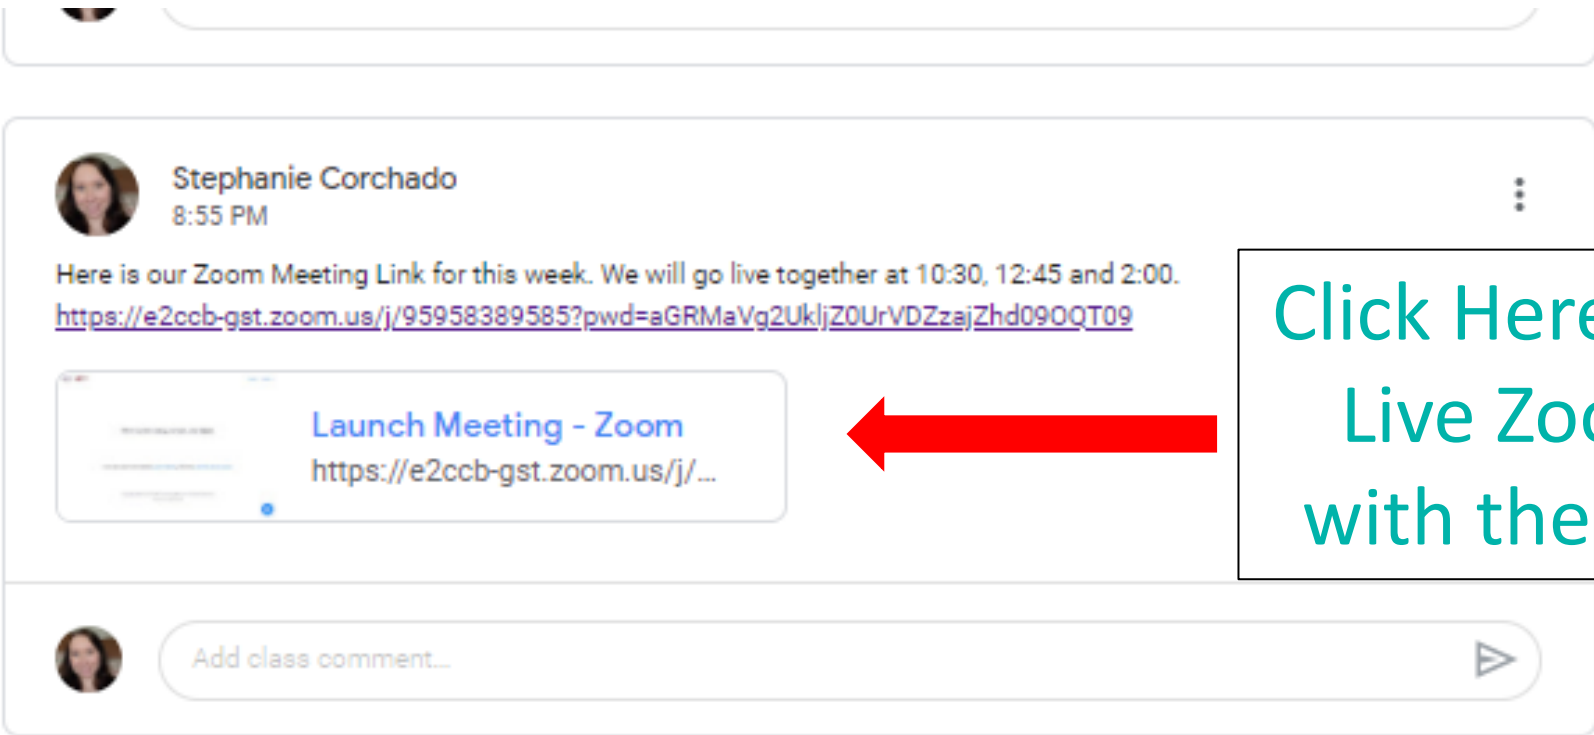 Stephanie Corchado
8:55 PM
Here is our Zoom Meeting Link for this week. We will go live together at 10:30, 12:45 and 2:00.
https://e2ccb-gst.zoom.us/j/95958389585?pwd=aGRMaVg2UkljZ0UrVDZzajZhd09OQT09
Launch Meeting - Zoom
https://e2ccb-gst.zoom.us/j/...
Click Here
Live
with the
Add class comment...